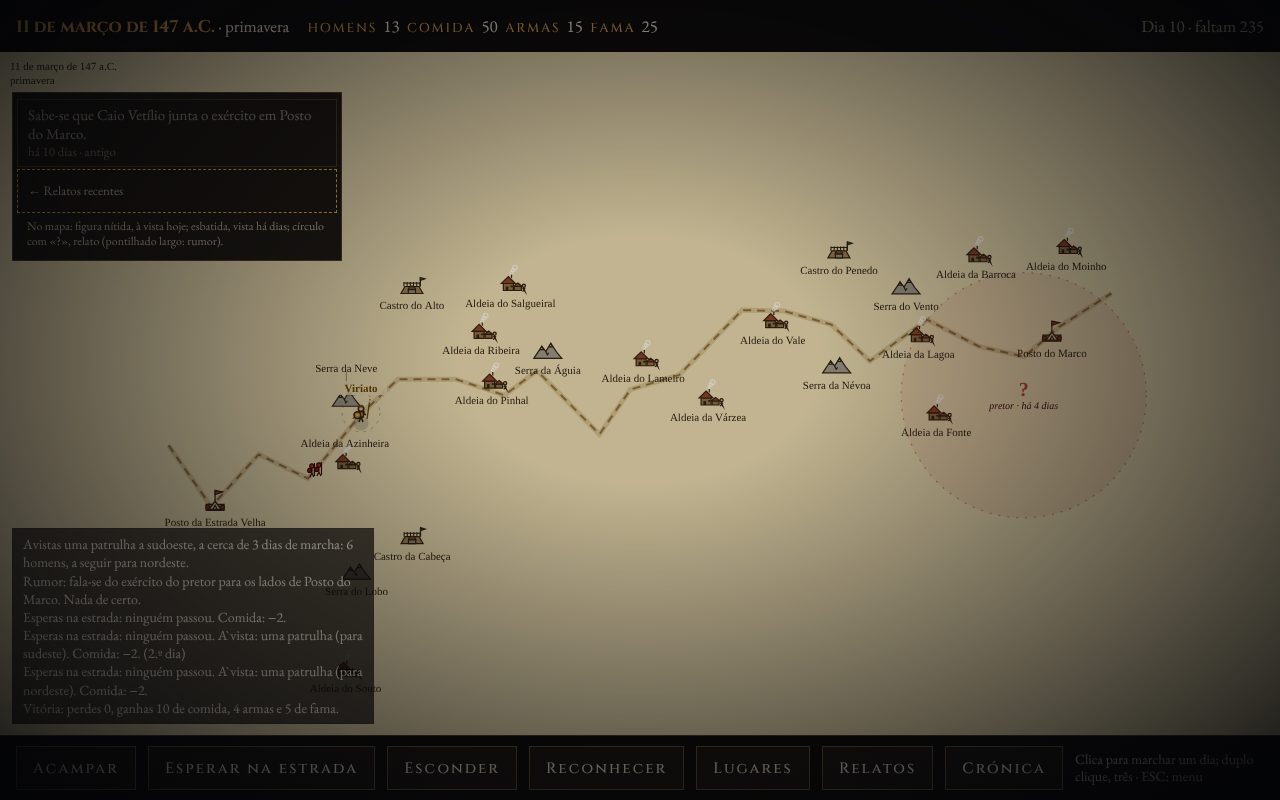 II DE MARÇO DE 147 A.C. · primavera HOMENS 13 COMIDA 50 ARMAS 15 FAMA 25
Dia 10 · faltam 235
11 de março de 147 a.C.
primavera
Sabe-se que Caio Vetílio junta o exército em Posto
do Marco.
há 10 dias · antigo
← Relatos recentes
No mapa: figura nítida, à vista hoje; esbatida, vista há dias; círculo
com «?», relato (pontilhado largo: rumor).
Castro do Penedo
Aldeia da Barroca
Aldeia do Moinho
Castro do Alto
Aldeia do Salgueiral
Serra do Vento
Aldeia do Vale
Aldeia da Ribeira
Serra da Águia
Aldeia do Lameiro
Aldeia da Lagoa
Posto do Marco
Serra da Neve
Serra da Névoa
Viriato
Aldeia do Pinhal
Aldeia da Várzea
?
pretor · há 4 dias
Aldeia da Fonte
Aldeia da Azinheira
Posto da Estrada Velha
Castro da Cabeça
Serra do Lobo
Aldeia do Souto
Avistas uma patrulha a sudoeste, a cerca de 3 dias de marcha: 6
homens, a seguir para nordeste.
Rumor: fala-se do exército do pretor para os lados de Posto do
Marco. Nada de certo.
Esperas na estrada: ninguém passou. Comida: −2.
Esperas na estrada: ninguém passou. A`vista: uma patrulha (para
sudeste). Comida: −2. (2.º dia)
Esperas na estrada: ninguém passou. A`vista: uma patrulha (para
nordeste). Comida: −2.
Vitória: perdes 0, ganhas 10 de comida, 4 armas e 5 de fama.
ACAMPAR
ESPERAR NA ESTRADA
ESCONDER
RECONHECER
LUGARES
RELATOS
CRÓNICA
Clica para marchar um dia; duplo
clique, três · ESC: menu